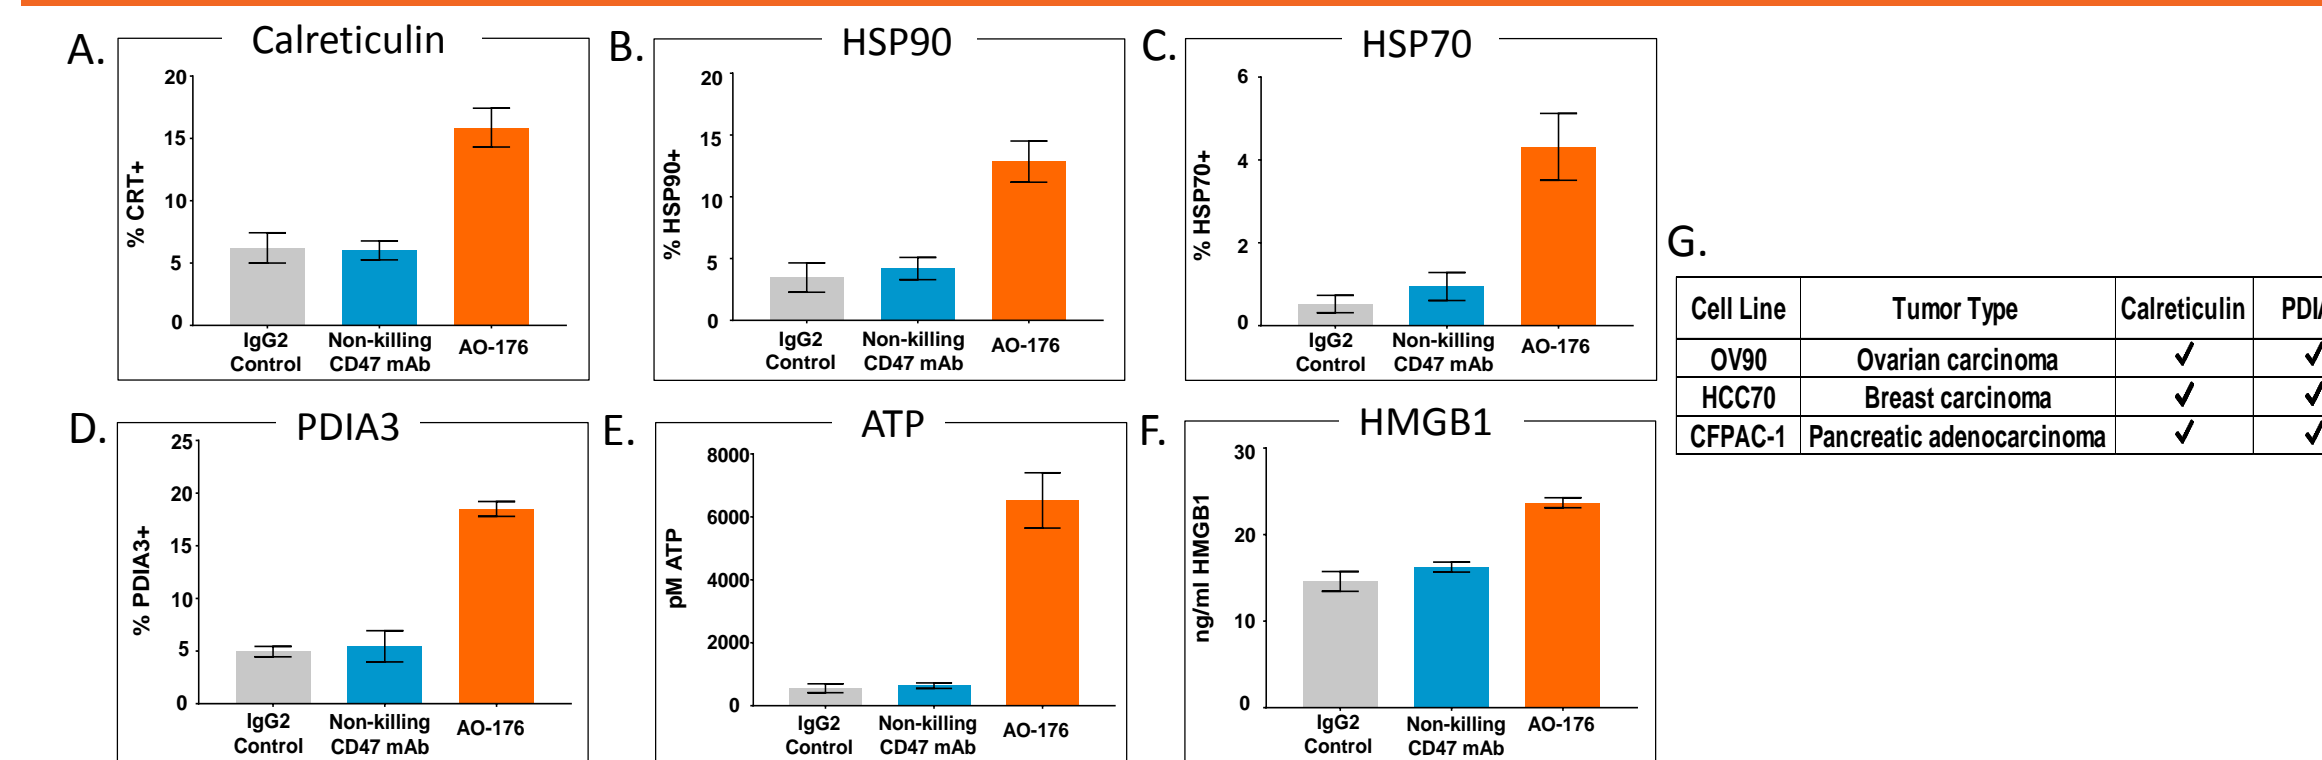 A.
Calreticulin
% CRT+
20
15
10
5
0
IgG2
Control
Non-killing
CD47 mAb
AO-176
B.
HSP90
% HSP90+
20
15
10
5
0
IgG2
Control
Non-killing
CD47 mAb
AO-176
C.
HSP70
% HSP70+
6
4
2
0
IgG2
Control
Non-killing
CD47 mAb
AO-176
D.
PDIA3
% PDIA3+
25
20
15
10
5
0
IgG2
Control
Non-killing
CD47 mAb
AO-176
E.
ATP
pM ATP
8000
6000
4000
2000
0
IgG2
Control
Non-killing
CD47 mAb
AO-176
F.
HMGB1
ng/ml HMGB1
30
20
10
0
IgG2
Control
Non-killing
CD47 mAb
AO-176
G.
Cell Line Tumor Type Calreticulin
OV90 Ovarian carcinoma ✓ ✓
HCC70 Breast carcinoma ✓ ✓
CFPAC-1 Pancreatic adenocarcinoma ✓ ✓